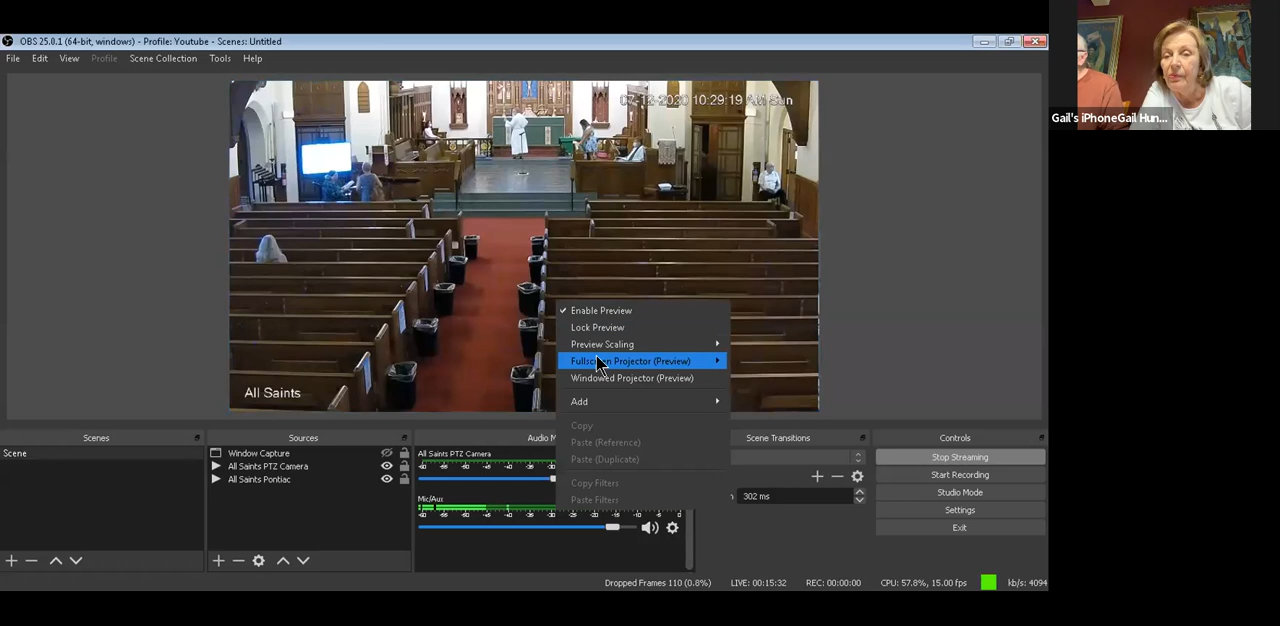 OBS 25.0.1 (64-bit, windows) - Profile: Youtube - Scenes: Untitled
File Edit View Profile Scene Collection Tools Help
07-12-2020 10:29:19 AM Sun
Gail's iPhoneGail Hun...
All Saints
Enable Preview
Lock Preview
Preview Scaling
Fullscreen Projector (Preview)
Windowed Projector (Preview)
Add
Copy
Paste (Reference)
Paste (Duplicate)
Copy Filters
Paste Filters
Scenes
Scene
Sources
Window Capture
All Saints PTZ Camera
All Saints Pontiac
Audio M
All Saints PTZ Camera
Mic/Aux
Scene Transitions
302 ms
Controls
Stop Streaming
Start Recording
Studio Mode
Settings
Exit
Dropped Frames 110 (0.8%) LIVE: 00:15:32 REC: 00:00:00 CPU: 57.8%, 15.00 fps kb/s: 4094